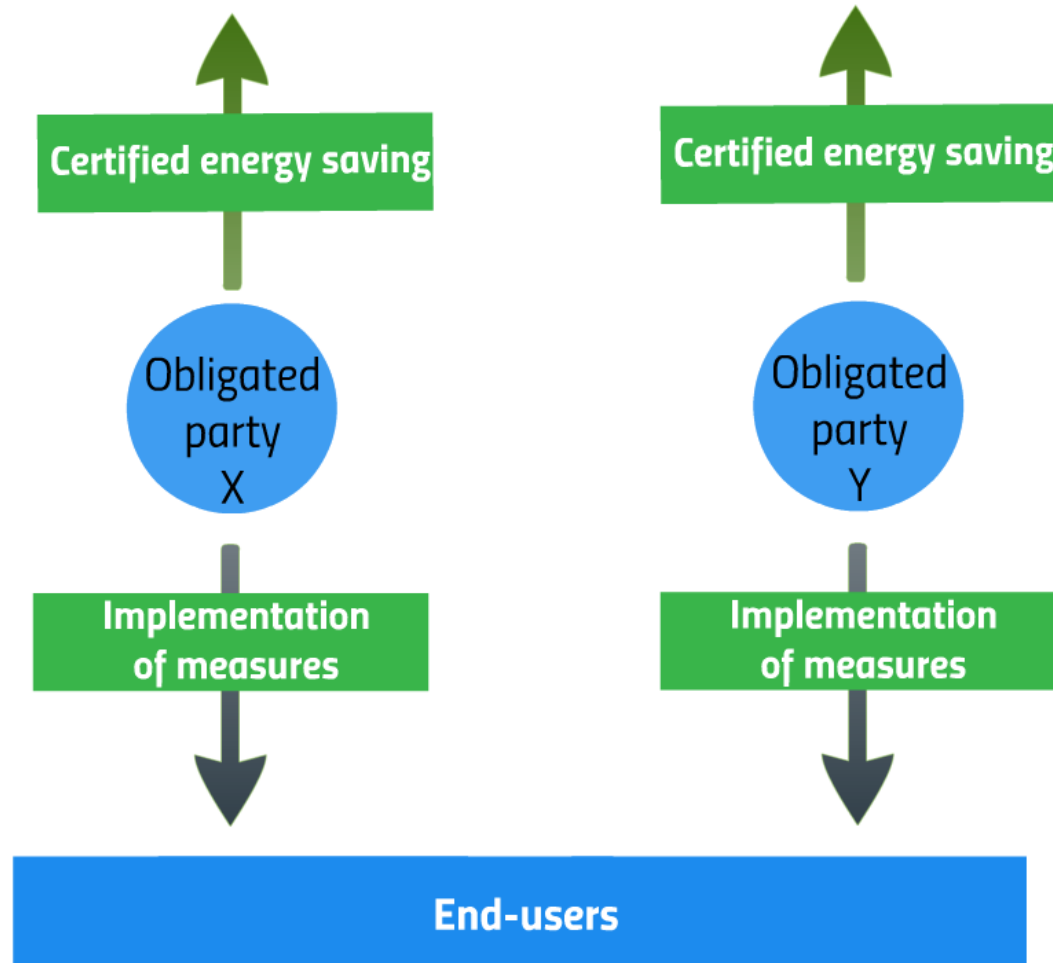 Certified energy saving
Certified energy saving
Obligated
party
X
Obligated
party
Y
Implementation
of measures
Implementation
of measures
End-users